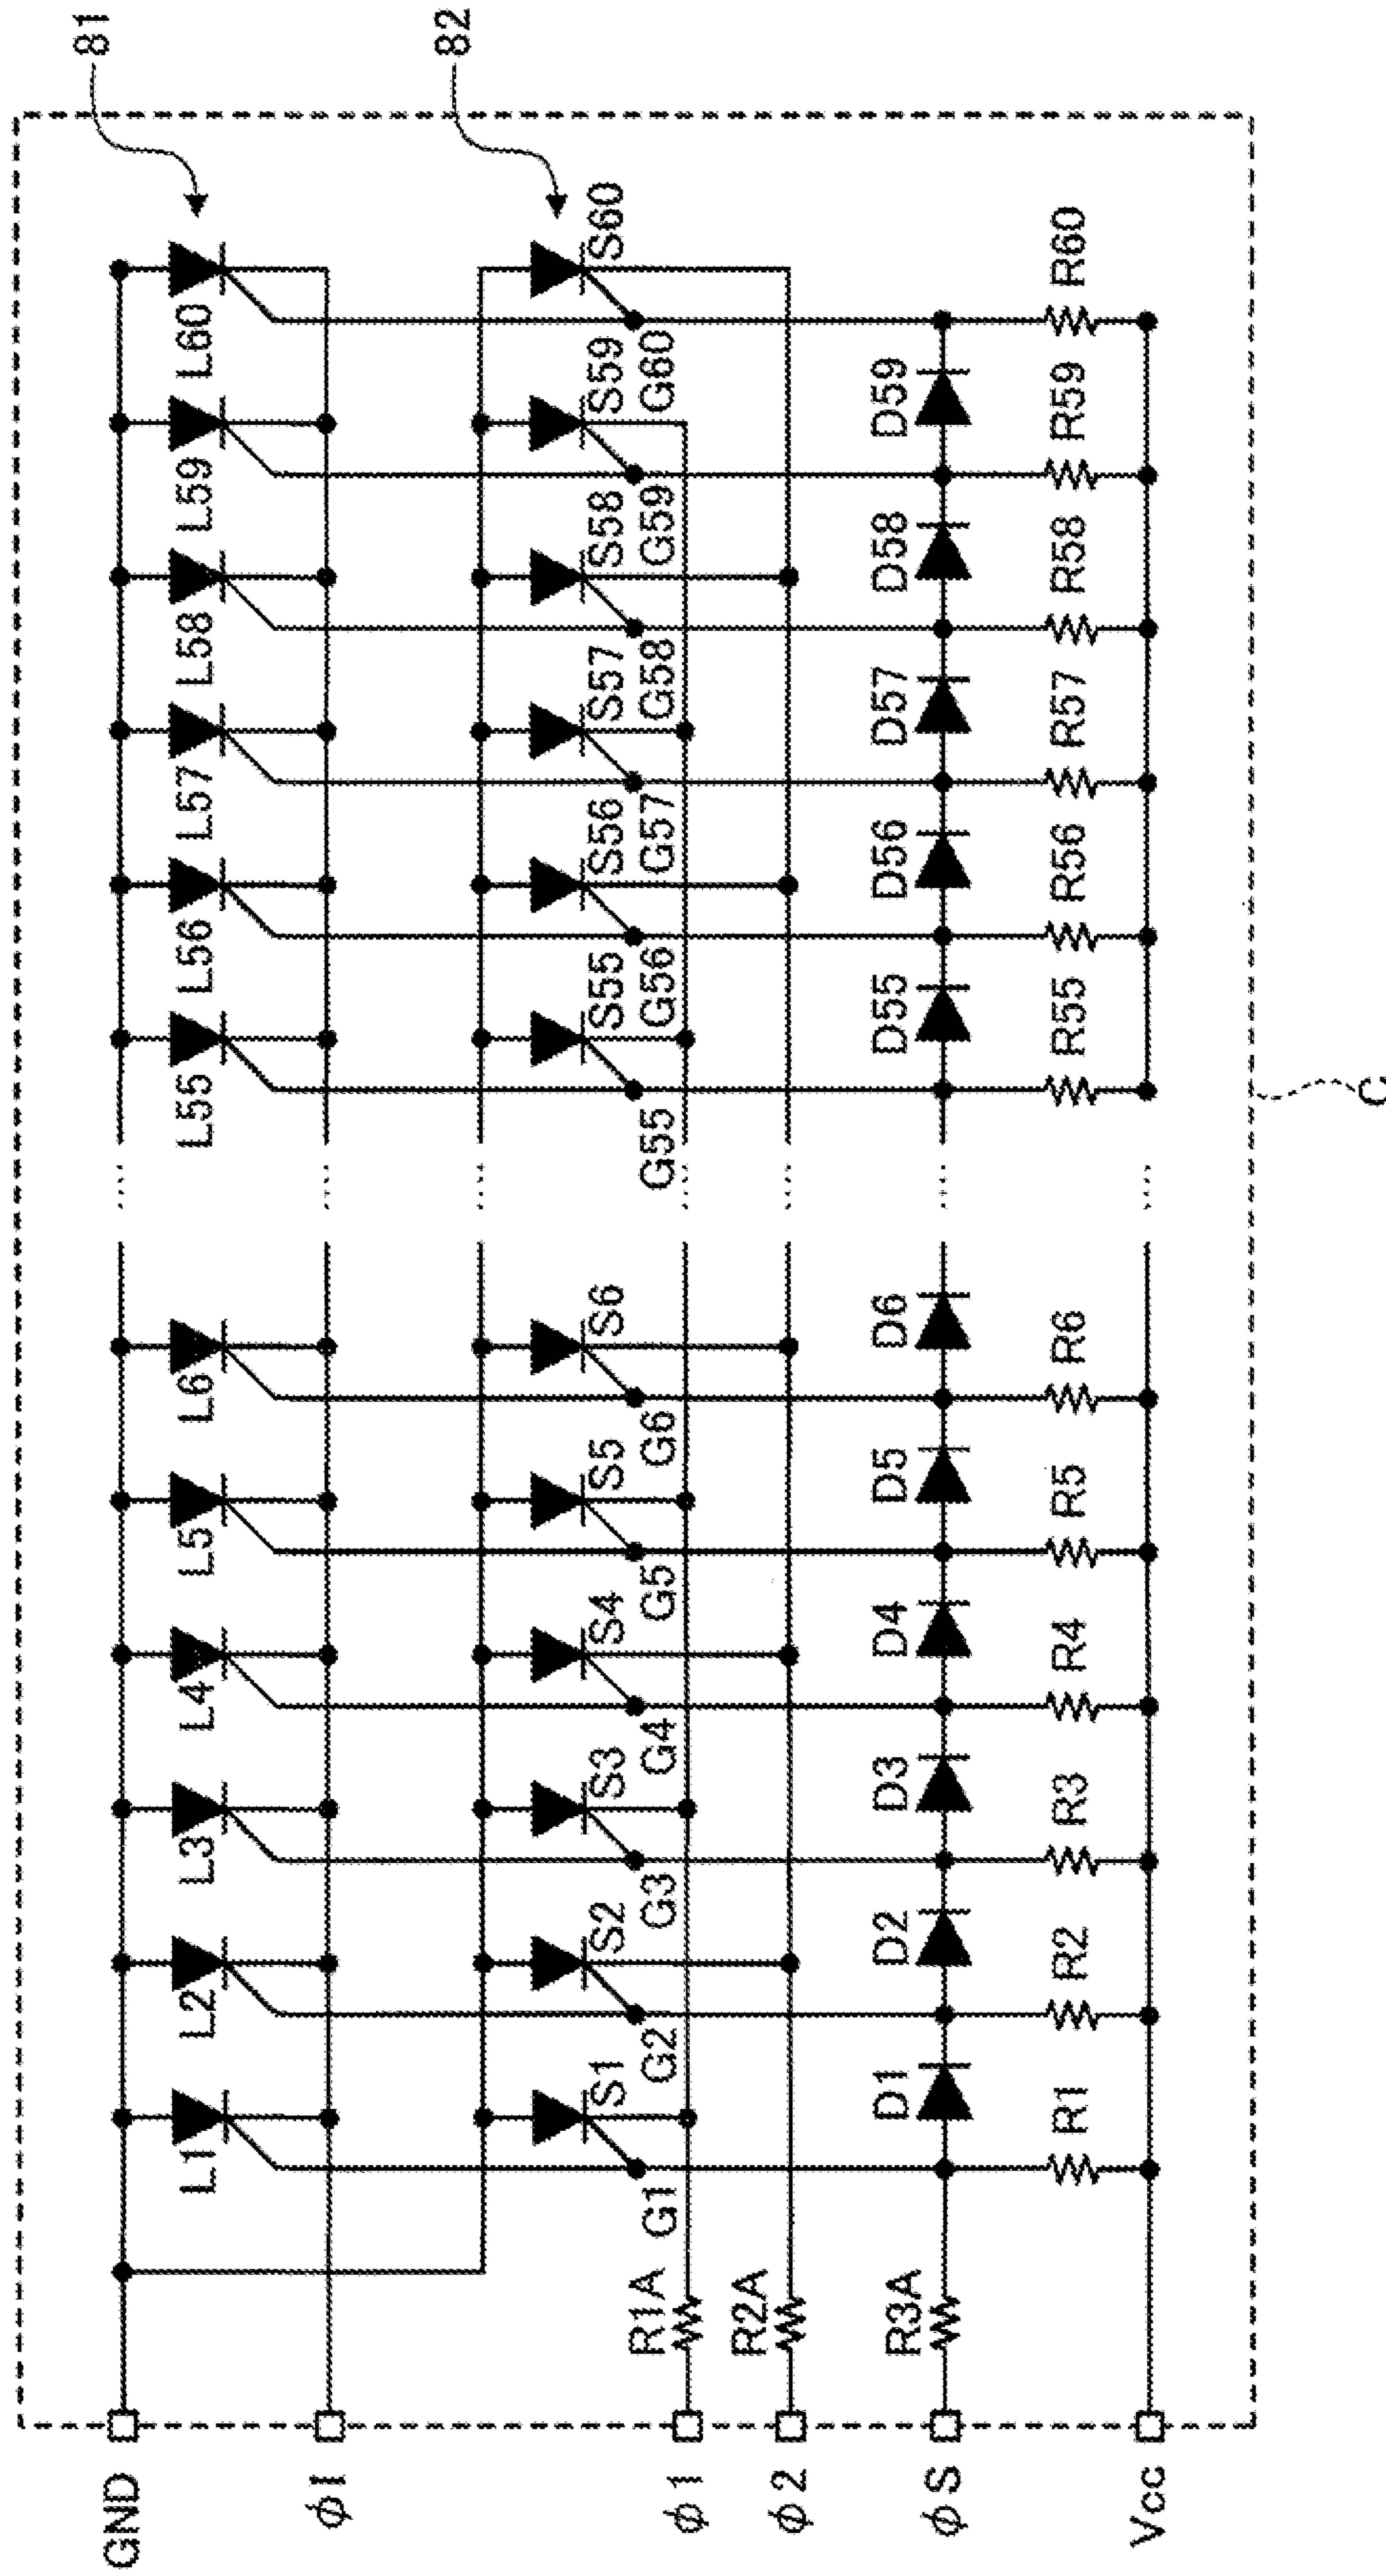 81
82
L1 L2 L3 L4 L5 L6 L55 L56 L57 L58 L59 L60
S1 S2 S3 S4 S5 S6 S55 S56 S57 S58 S59 S60
G1 G2 G3 G4 G5 G6 G55 G56 G57 G58 G59 G60
R1A
R2A
R3A
D1 D2 D3 D4 D5 D6 D55 D56 D57 D58 D59
R1 R2 R3 R4 R5 R6 R55 R56 R57 R58 R59 R60
GND
φI
φ1
φ2
φS
Vcc
C